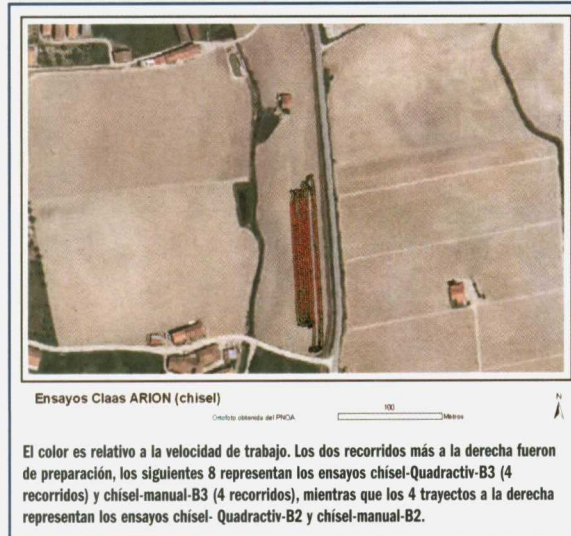 Ensayos Claas ARION (chisel)
Ortofoto obtenida del PNOA
100
Metros
N
El color es relativo a la velocidad de trabajo. Los dos recorridos más a la derecha fueron
de preparación, los siguientes 8 representan los ensayos chísel-Quadractiv-B3 (4
recorridos) y chísel-manual-B3 (4 recorridos), mientras que los 4 trayectos a la derecha
representan los ensayos chísel- Quadractiv-B2 y chísel-manual-B2.